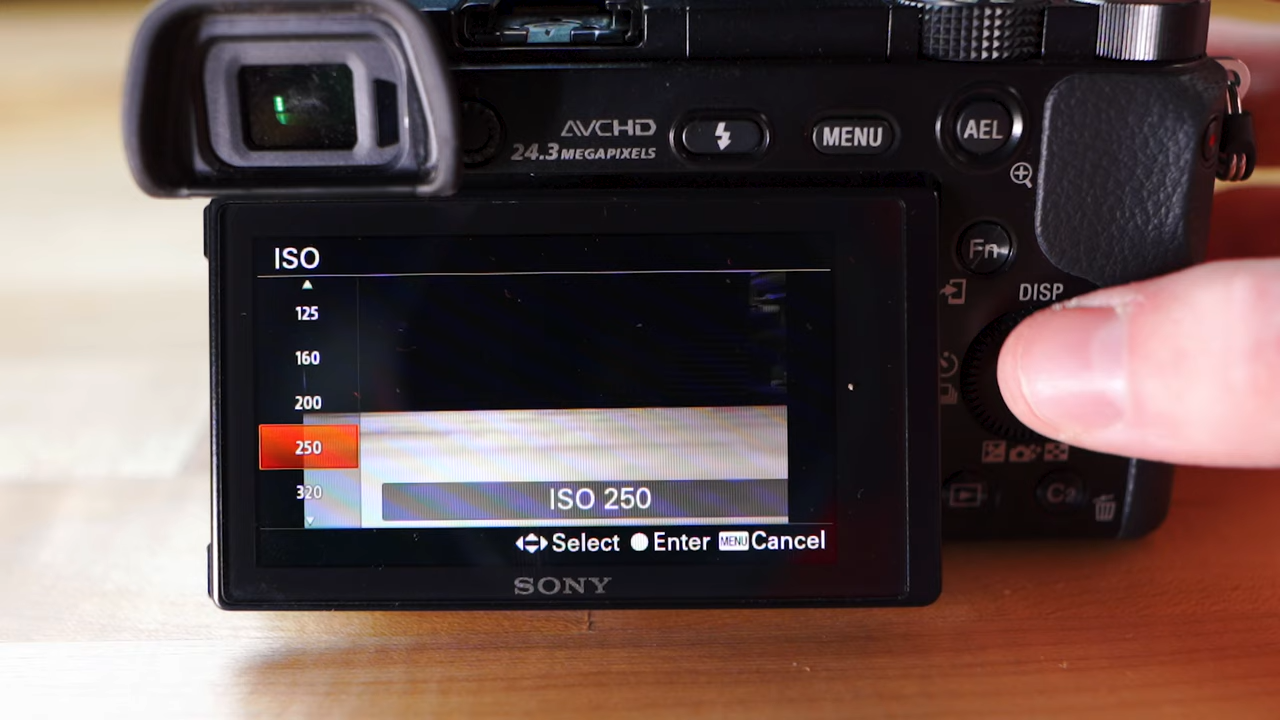 AVCHD
24.3 MEGAPIXELS
MENU
AEL
Fn
DISP
ISO
125
160
200
250
320
ISO 250
Select Enter MENU Cancel
C2
SONY